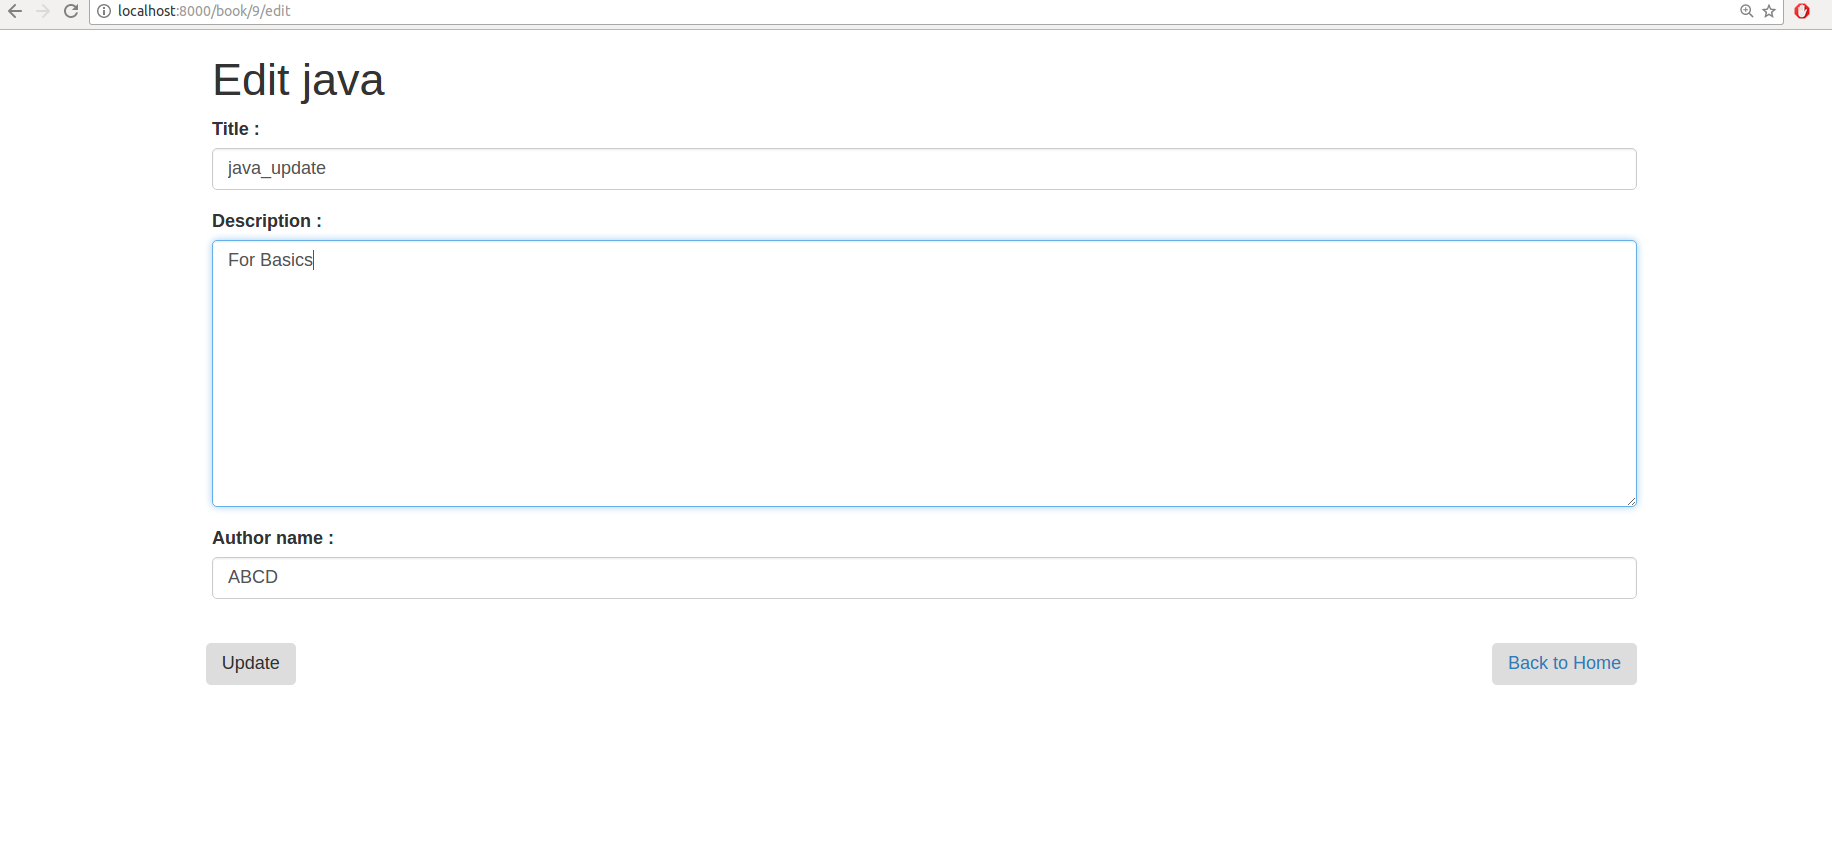 localhost:8000/book/9/edit
Edit java
Title :
java_update
Description :
For Basics
Author name :
ABCD
Update
Back to Home